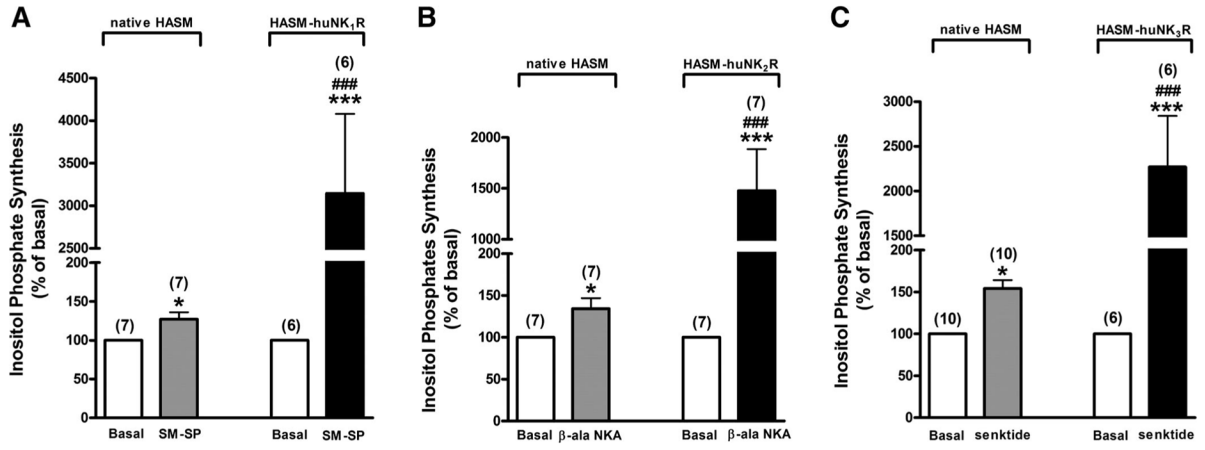 A
native HASM
HASM-huNK₁R
Inositol Phosphate Synthesis
(% of basal)
4500
4000
3500
3000
2500
200
150
100
50
0
(7)
(7)
*
(6)
(6)
###
***
Basal
SM-SP
Basal
SM-SP
B
native HASM
HASM-huNK₂R
Inositol Phosphates Synthesis
(% of basal)
2000
1500
1000
200
150
100
50
0
(7)
(7)
*
(7)
(7)
###
***
Basal
β-ala NKA
Basal
β-ala NKA
C
native HASM
HASM-huNK₃R
Inositol Phosphate Synthesis
(% of basal)
3000
2500
2000
1500
200
150
100
50
0
(10)
(10)
*
(6)
(6)
###
***
Basal
senktide
Basal
senktide